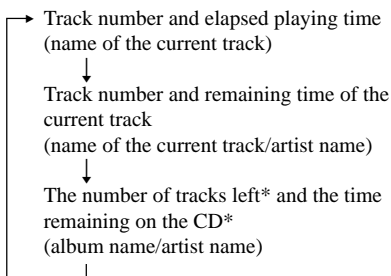 Track number and elapsed playing time
(name of the current track)
Track number and remaining time of the
current track
(name of the current track/artist name)
The number of tracks left* and the time
remaining on the CD*
(album name/artist name)